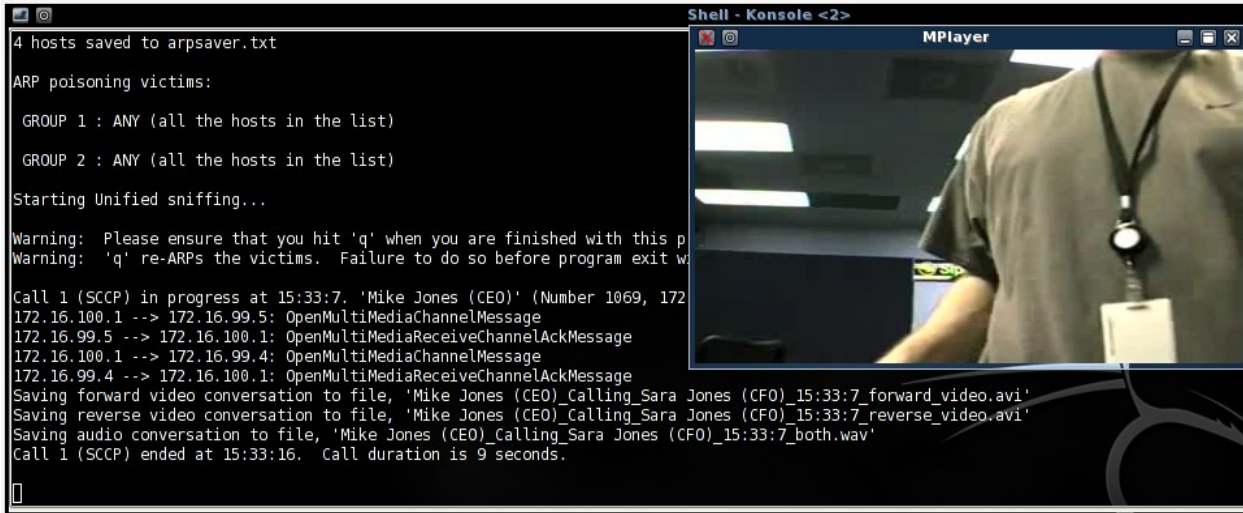 Shell - Konsole <2>
4 hosts saved to arpsaver.txt
ARP poisoning victims:
GROUP 1 : ANY (all the hosts in the list)
GROUP 2 : ANY (all the hosts in the list)
Starting Unified sniffing...
Warning:  Please ensure that you hit 'q' when you are finished with this p
Warning:  'q' re-ARPs the victims.  Failure to do so before program exit w
Call 1 (SCCP) in progress at 15:33:7. 'Mike Jones (CEO)' (Number 1069, 172
172.16.100.1 --> 172.16.99.5: OpenMultiMediaChannelMessage
172.16.99.5 --> 172.16.100.1: OpenMultiMediaReceiveChannelAckMessage
172.16.100.1 --> 172.16.99.4: OpenMultiMediaChannelMessage
172.16.99.4 --> 172.16.100.1: OpenMultiMediaReceiveChannelAckMessage
Saving forward video conversation to file, 'Mike Jones (CEO)_Calling_Sara Jones (CFO)_15:33:7_forward_video.avi'
Saving reverse video conversation to file, 'Mike Jones (CEO)_Calling_Sara Jones (CFO)_15:33:7_reverse_video.avi'
Saving audio conversation to file, 'Mike Jones (CEO)_Calling_Sara Jones (CFO)_15:33:7_both.wav'
Call 1 (SCCP) ended at 15:33:16.  Call duration is 9 seconds.
MPlayer